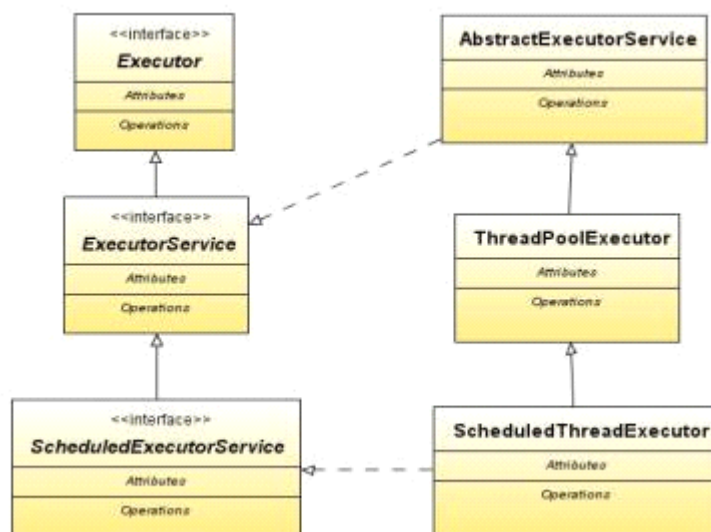 <<interface>>
Executor
Attributes
Operations
<<interface>>
ExecutorService
Attributes
Operations
<<interface>>
ScheduledExecutorService
Attributes
Operations
AbstractExecutorService
Attributes
Operations
ThreadPoolExecutor
Attributes
Operations
ScheduledThreadExecutor
Attributes
Operations